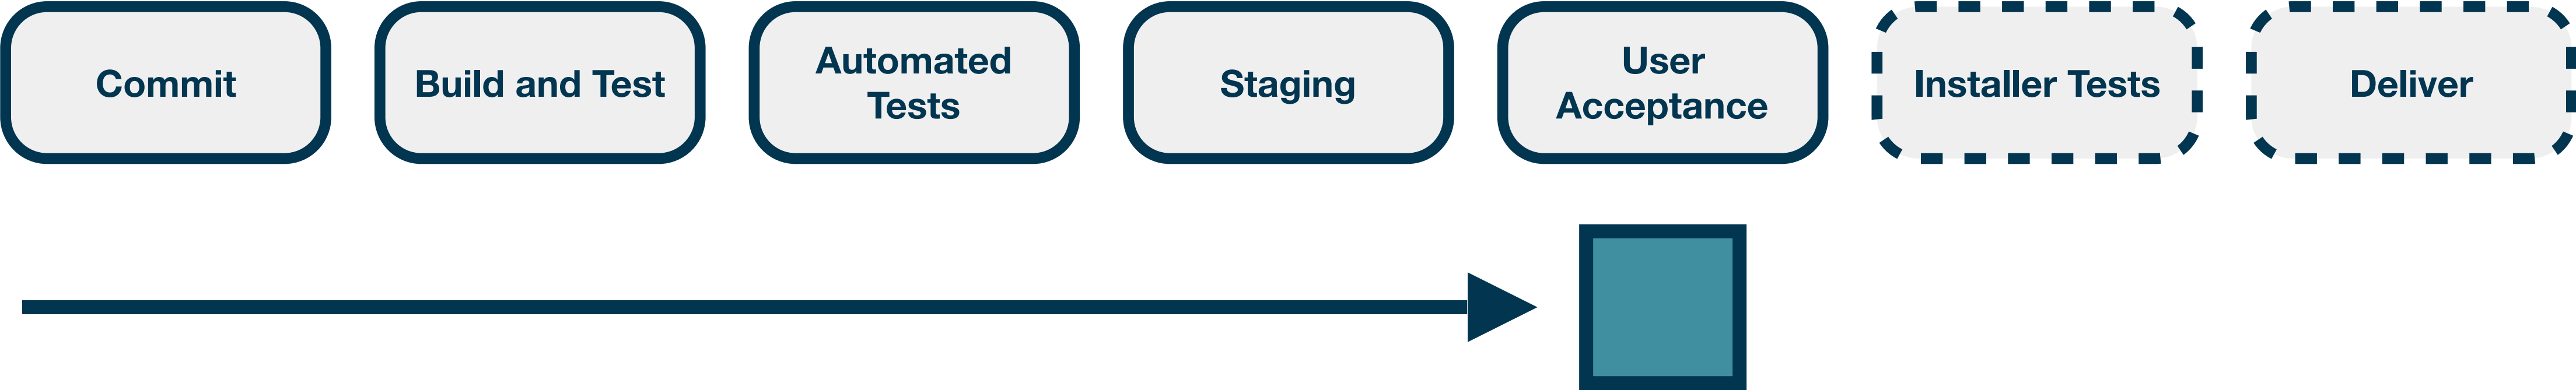 Commit
Build and Test
Automated
Tests
Staging
User
Acceptance
Installer Tests
Deliver